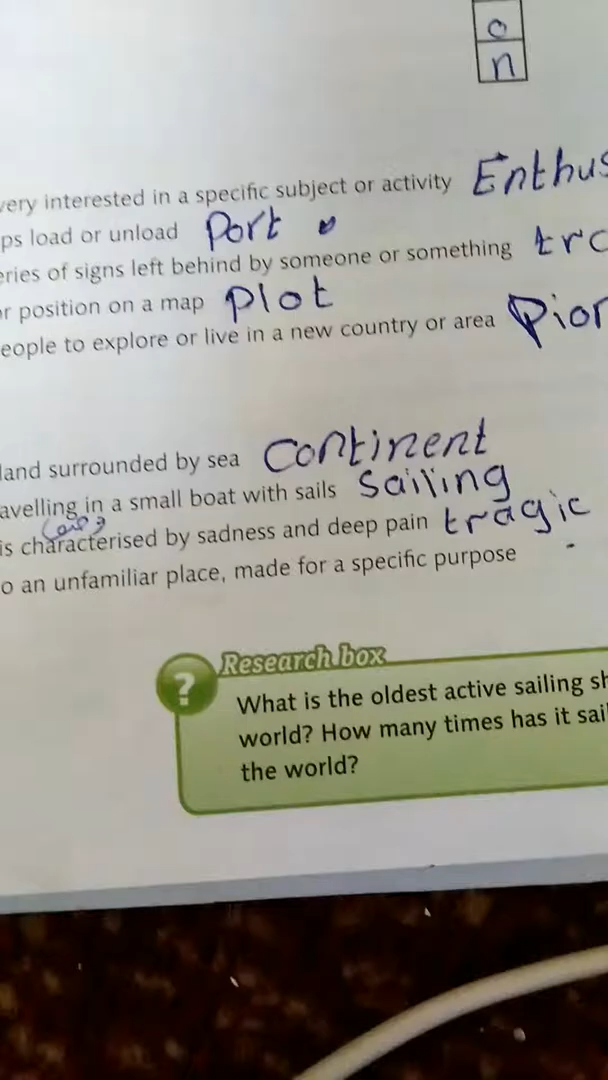 o
n
very interested in a specific subject or activity Enthus
ps load or unload Port
eries of signs left behind by someone or something trc
r position on a map Plot
eople to explore or live in a new country or area Pior
land surrounded by sea Continent
avelling in a small boat with sails Sailing
is characterised by sadness and deep pain tragic
o an unfamiliar place, made for a specific purpose
? Research box
What is the oldest active sailing sh
world? How many times has it sail
the world?